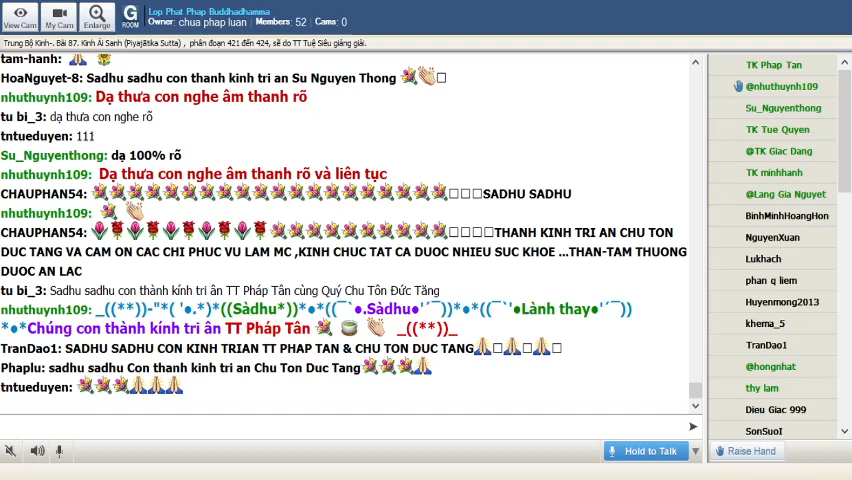 View Cam
My Cam
Enlarge
G
ROOM
Lop Phat Phap Buddhadhamma
Owner: chua phap luan / Members: 52 / Cams: 0
Trung Bộ Kinh-. Bài 87. Kinh Ái Sanh (Piyajātika Sutta) , phân đoạn 421 đến 424, sẽ do TT Tuệ Siêu giảng giải.
tam-hanh:
HoaNguyet-8: Sadhu sadhu con thanh kinh tri an Su Nguyen Thong
nhuthuynh109: Dạ thưa con nghe âm thanh rõ
tu bi_3: dạ thưa con nghe rõ
tntueduyen: 111
Su_Nguyenthong: dạ 100% rõ
nhuthuynh109: Dạ thưa con nghe âm thanh rõ và liên tục
CHAUPHAN54: SADHU SADHU
nhuthuynh109:
CHAUPHAN54: THANH KINH TRI AN CHU TON
DUC TANG VA CAM ON CAC CHI PHUC VU LAM MC ,KINH CHUC TAT CA DUOC NHIEU SUC KHOE ...THAN-TAM THUONG
DUOC AN LAC
tu bi_3: Sadhu sadhu con thành kính tri ân TT Pháp Tân cùng Quý Chu Tôn Đức Tăng
nhuthuynh109: _((**))-"*( '●.*)*((Sàdhu*))*●*((¯`●.Sàdhu●'´¯))*●*((¯`'●Lành thay●'´¯))
*●*Chúng con thành kính tri ân TT Pháp Tân _((**))_
TranDao1: SADHU SADHU CON KINH TRIAN TT PHAP TAN & CHU TON DUC TANG
Phaplu: sadhu sadhu Con thanh kinh tri an Chu Ton Duc Tang
tntueduyen:
Hold to Talk
TK Phap Tan
@nhuthuynh109
Su_Nguyenthong
TK Tue Quyen
@TK Giac Dang
TK minhhanh
@Lang Gia Nguyet
BinhMinhHoangHon
NguyenXuan
Lukhach
phan q liem
Huyenmong2013
khema_5
TranDao1
@hongnhat
thy lam
Dieu Giac 999
SonSuoI
Raise Hand